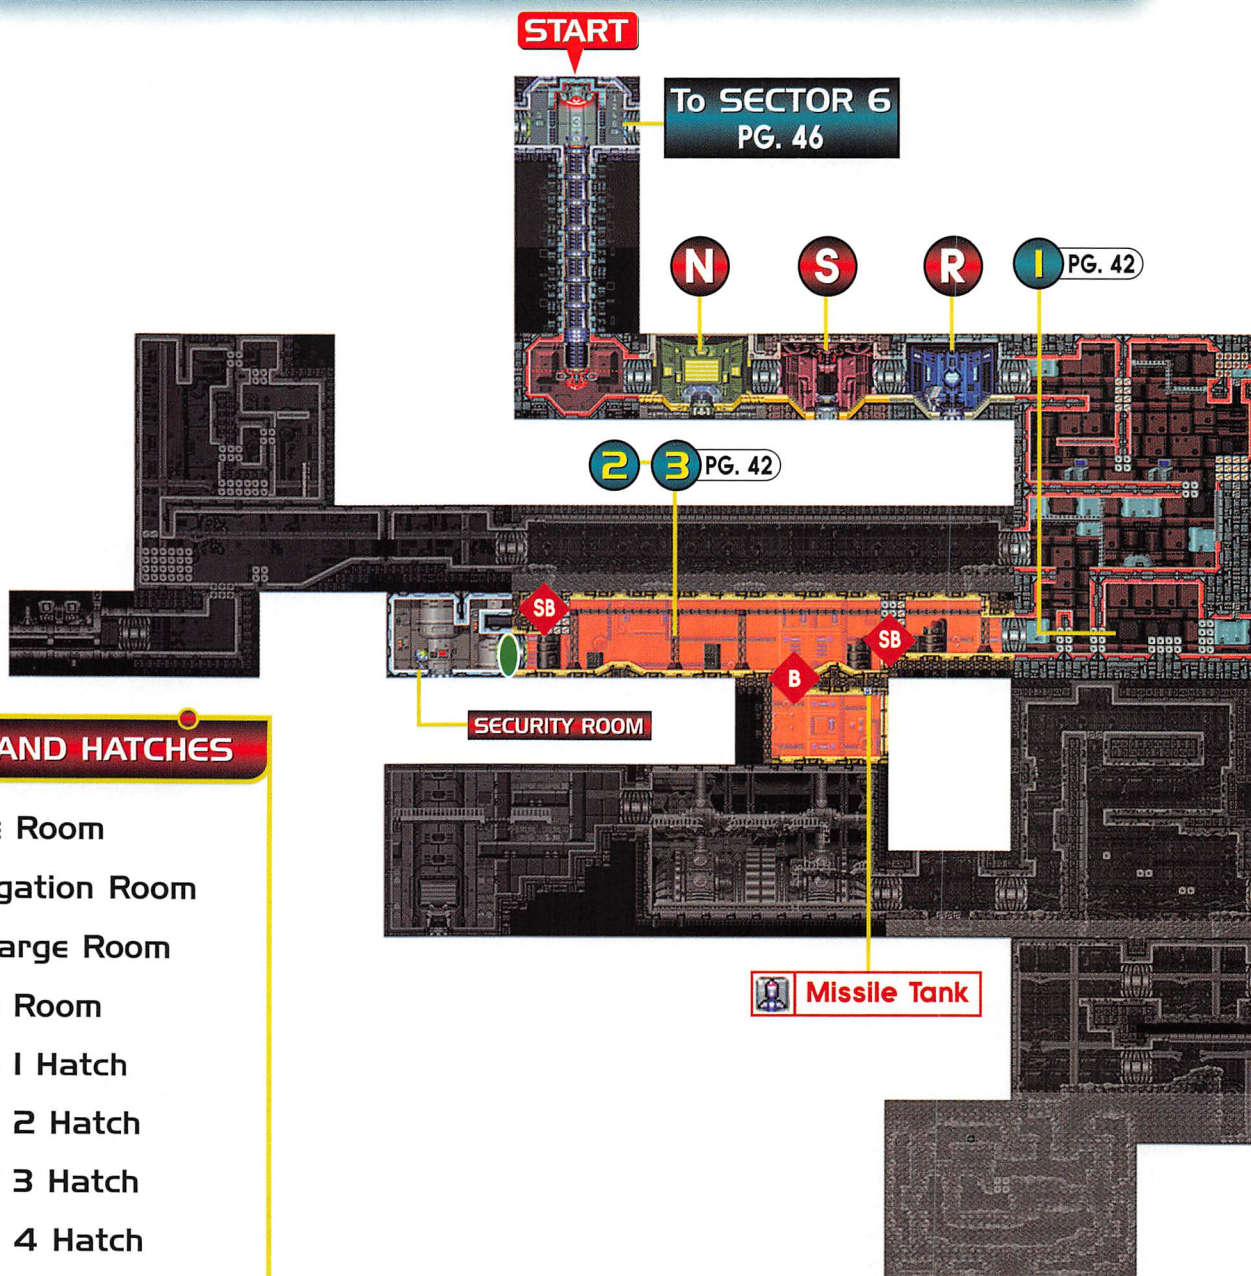 START
To SECTOR 6
PG. 46
N
S
R
1
PG. 42
2
3
PG. 42
SB
SB
B
SECURITY ROOM
AND HATCHES
Room
gation Room
arge Room
Room
1 Hatch
2 Hatch
3 Hatch
4 Hatch
Missile Tank